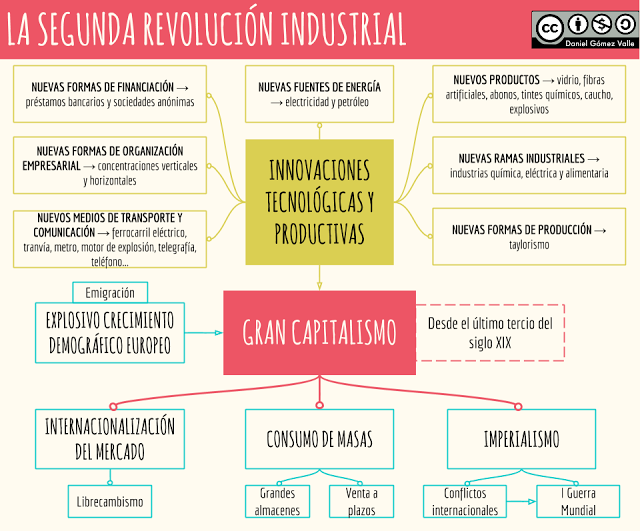 LA SEGUNDA REVOLUCIÓN INDUSTRIAL
cc
Daniel Gómez Valle
NUEVAS FORMAS DE FINANCIACIÓN →
préstamos bancarios y sociedades anónimas
NUEVAS FUENTES DE ENERGÍA
→ electricidad y petróleo
NUEVOS PRODUCTOS → vidrio, fibras
artificiales, abonos, tintes químicos, caucho,
explosivos
NUEVAS FORMAS DE ORGANIZACIÓN
EMPRESARIAL → concentraciones verticales
y horizontales
INNOVACIONES
TECNOLÓGICAS Y
PRODUCTIVAS
NUEVAS RAMAS INDUSTRIALES →
industrias química, eléctrica y alimentaria
NUEVOS MEDIOS DE TRANSPORTE Y
COMUNICACIÓN → ferrocarril eléctrico,
tranvía, metro, motor de explosión, telegrafía,
teléfono...
NUEVAS FORMAS DE PRODUCCIÓN →
taylorismo
Emigración
EXPLOSIVO CRECIMIENTO
DEMOGRÁFICO EUROPEO
GRAN CAPITALISMO
Desde el último tercio del
siglo XIX
INTERNACIONALIZACIÓN
DEL MERCADO
CONSUMO DE MASAS
IMPERIALISMO
Librecambismo
Grandes
almacenes
Venta a
plazos
Conflictos
internacionales
I Guerra
Mundial